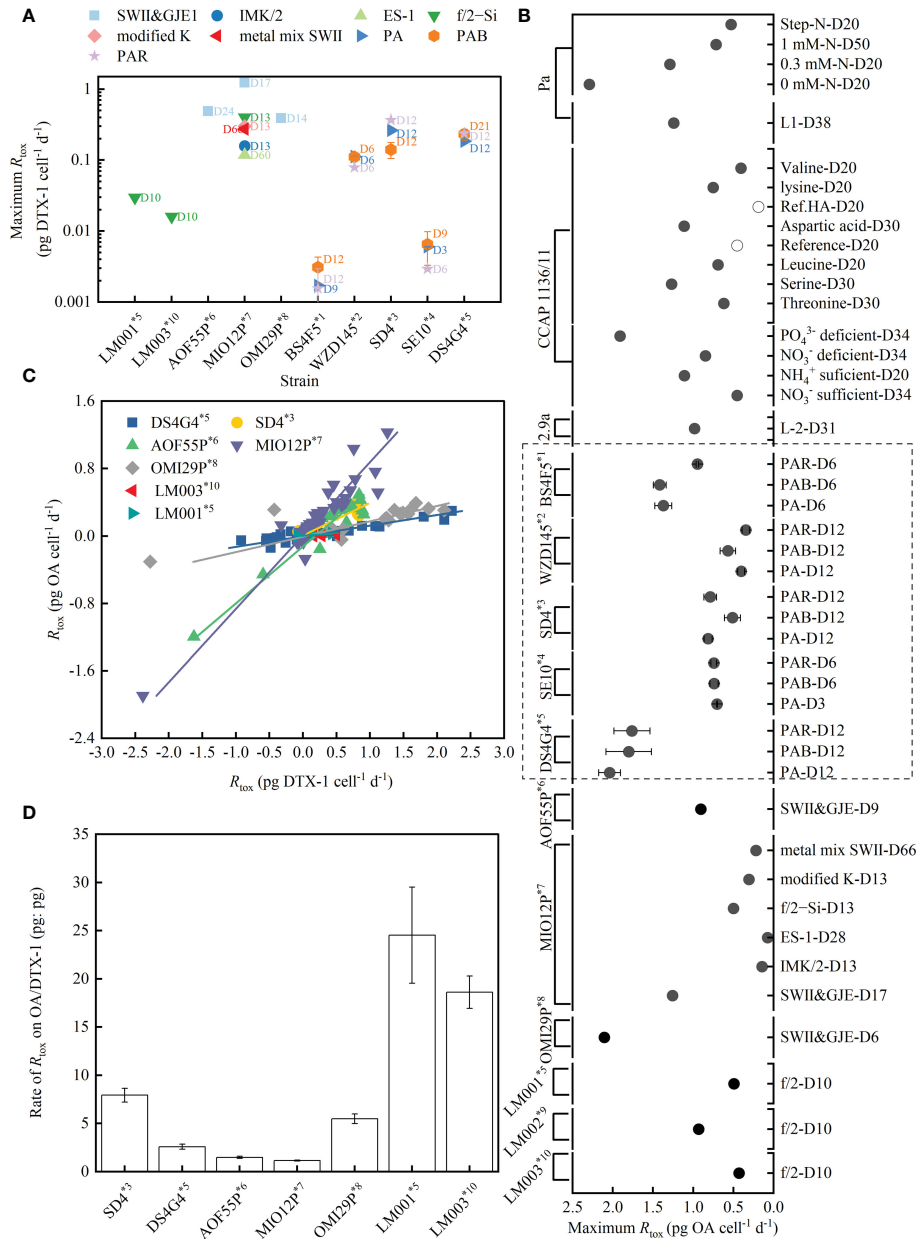 A
SWII&GJE1 IMK/2 ES-1 f/2−Si
modified K metal mix SWII PA PAB
PAR
Maximum Rtox
(pg DTX-1 cell-1 d-1)
1
0.1
0.01
0.001
D10
D10
D24
D17
D13
D13
D66
D13
D60
D14
D12
D12
D9
D6
D6
D6
D12
D12
D12
D9
D3
D6
D21
D12
D12
LM001*5
LM003*10
AOF55P*6
MIO12P*7
OMI29P*8
BS4F5*1
WZD145*2
SD4*3
SE10*4
DS4G4*5
Strain
B
Pa
Step-N-D20
1 mM-N-D50
0.3 mM-N-D20
0 mM-N-D20
L1-D38
CCAP 1136/11
Valine-D20
lysine-D20
Ref.HA-D20
Aspartic acid-D30
Reference-D20
Leucine-D20
Serine-D30
Threonine-D30
PO43- deficient-D34
NO3- deficient-D34
NH4+ suficient-D20
NO3- sufficient-D34
2.9a
L-2-D31
BS4F5*1
PAR-D6
PAB-D6
PA-D6
WZD145*2
PAR-D12
PAB-D12
PA-D12
SD4*3
PAR-D12
PAB-D12
PA-D12
SE10*4
PAR-D6
PAB-D6
PA-D3
DS4G4*5
PAR-D12
PAB-D12
PA-D12
AOF55P*6
SWII&GJE-D9
MIO12P*7
metal mix SWII-D66
modified K-D13
f/2−Si-D13
ES-1-D28
IMK/2-D13
SWII&GJE-D17
OMI29P*8
SWII&GJE-D6
LM001*5
f/2-D10
LM002*9
f/2-D10
LM003*10
f/2-D10
2.5 2.0 1.5 1.0 0.5 0.0
Maximum Rtox (pg OA cell-1 d-1)
C
DS4G4*5 SD4*3
AOF55P*6 MIO12P*7
OMI29P*8
LM003*10
LM001*5
Rtox (pg OA cell-1 d-1)
1.6
0.8
0.0
-0.8
-1.6
-2.4
-3.0 -2.5 -2.0 -1.5 -1.0 -0.5 0.0 0.5 1.0 1.5 2.0 2.5 3.0
Rtox (pg DTX-1 cell-1 d-1)
D
Rate of Rtox on OA/DTX-1 (pg: pg)
35
30
25
20
15
10
5
0
SD4*3
DS4G4*5
AOF55P*6
MIO12P*7
OMI29P*8
LM001*5
LM003*10